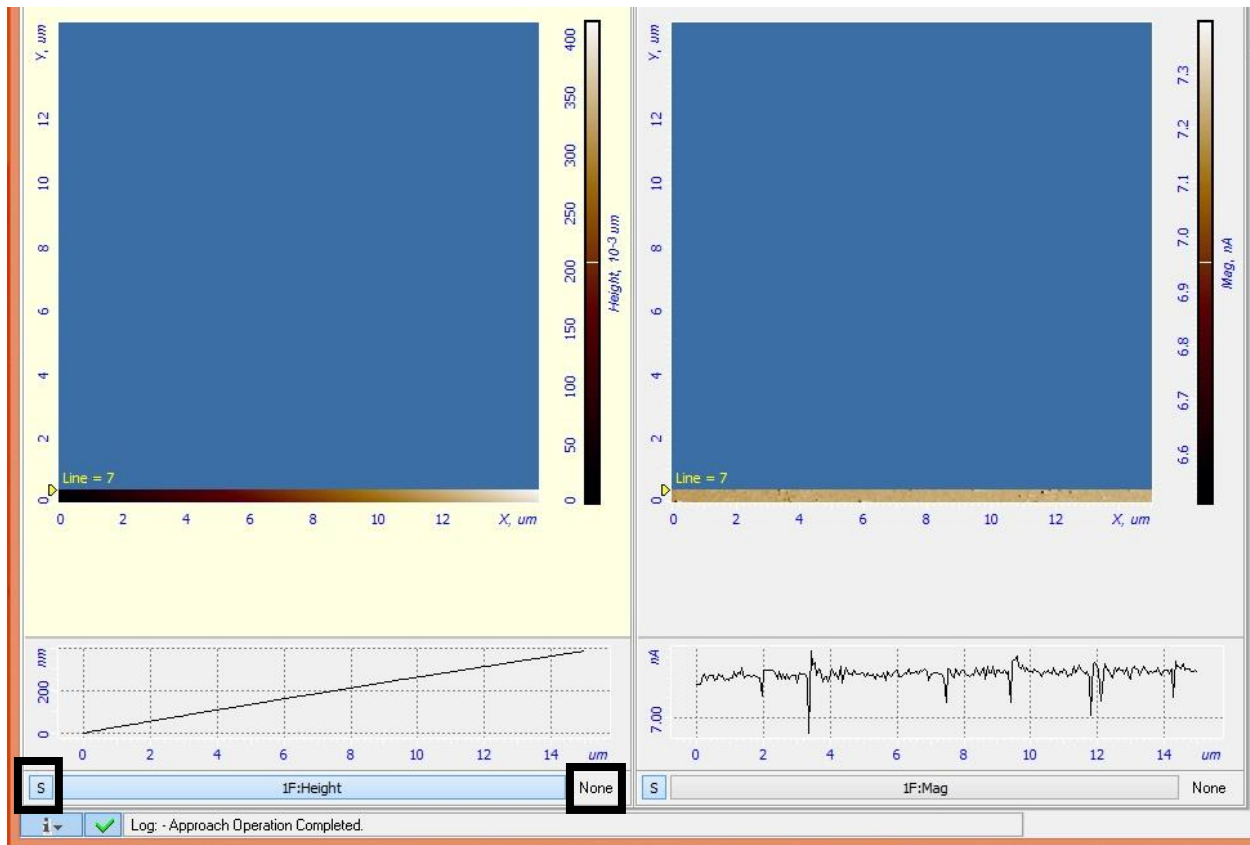 Y, um
12
10
8
6
4
2
0
Line = 7
0 2 4 6 8 10 12 X, um
400
350
300
250
200
150
100
50
0
Height, 10-3 um
Y, um
12
10
8
6
4
2
0
Line = 7
0 2 4 6 8 10 12 X, um
7.3
7.2
7.1
7.0
6.9
6.8
6.7
6.6
Mag, nA
nm
200
0
0 2 4 6 8 10 12 14 um
nA
7.00
0 2 4 6 8 10 12 14 um
S 1F:Height None
S 1F:Mag None
i Log: - Approach Operation Completed.